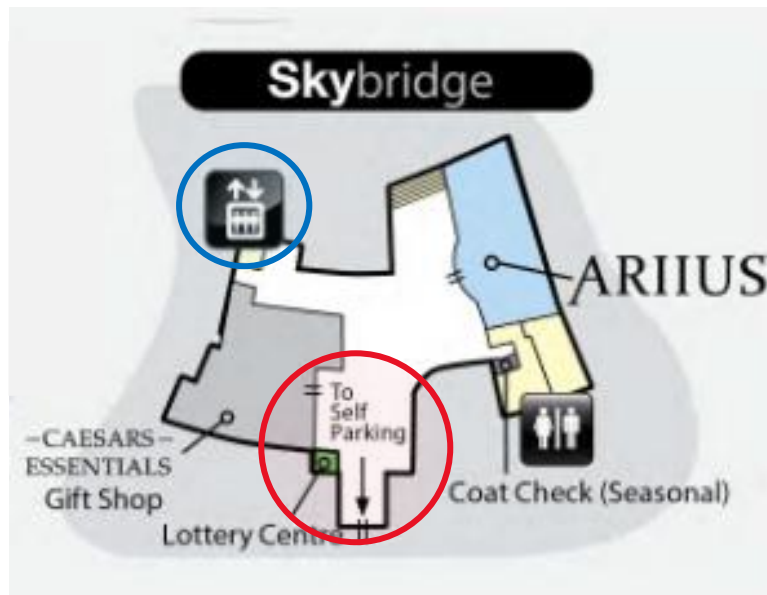 Skybridge
ARIIUS
To
Self
Parking
–CAESARS–
ESSENTIALS
Gift Shop
Coat Check (Seasonal)
Lottery Centre